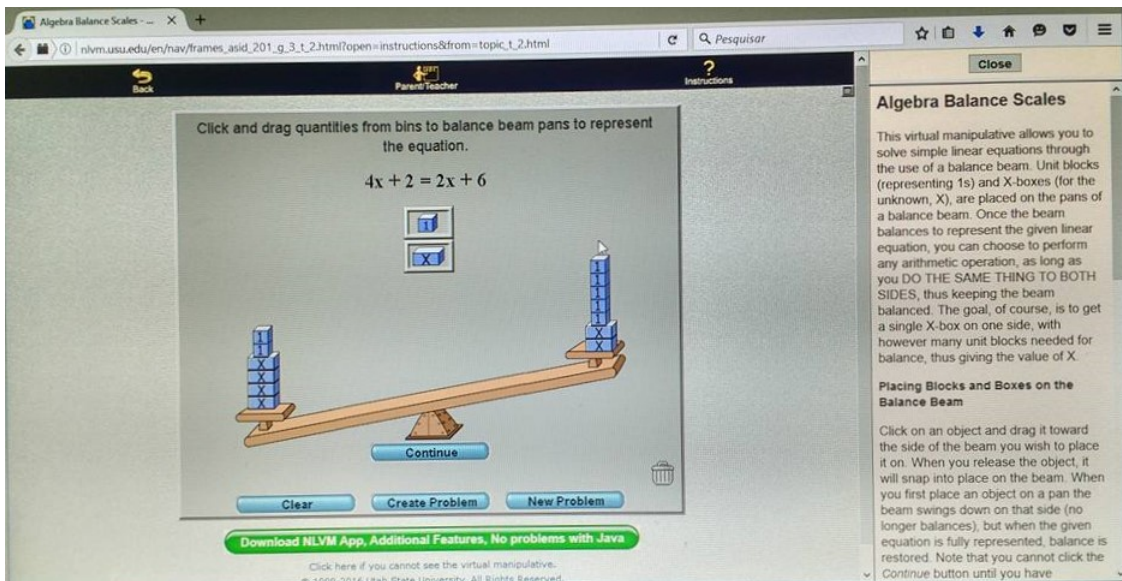 Algebra Balance Scales - ...
nlvm.usu.edu/en/nav/frames_asid_201_g_3_t_2.html?open=instructions&from=topic_t_2.html
Pesquisar
Back
Parent/Teacher
Instructions
Close
Click and drag quantities from bins to balance beam pans to represent
the equation.
4x + 2 = 2x + 6
1
X
1
1
X
X
X
X
1
1
1
1
1
X
X
Continue
Clear
Create Problem
New Problem
Download NLVM App, Additional Features, No problems with Java
Click here if you cannot see the virtual manipulative.
© 1999-2016 Utah State University. All Rights Reserved.
Algebra Balance Scales
This virtual manipulative allows you to
solve simple linear equations through
the use of a balance beam. Unit blocks
(representing 1s) and X-boxes (for the
unknown, X), are placed on the pans of
a balance beam. Once the beam
balances to represent the given linear
equation, you can choose to perform
any arithmetic operation, as long as
you DO THE SAME THING TO BOTH
SIDES, thus keeping the beam
balanced. The goal, of course, is to get
a single X-box on one side, with
however many unit blocks needed for
balance, thus giving the value of X.
Placing Blocks and Boxes on the
Balance Beam
Click on an object and drag it toward
the side of the beam you wish to place
it on. When you release the object, it
will snap into place on the beam. When
you first place an object on a pan the
beam swings down on that side (no
longer balances), but when the given
equation is fully represented, balance is
restored. Note that you cannot click the
Continue button until you have